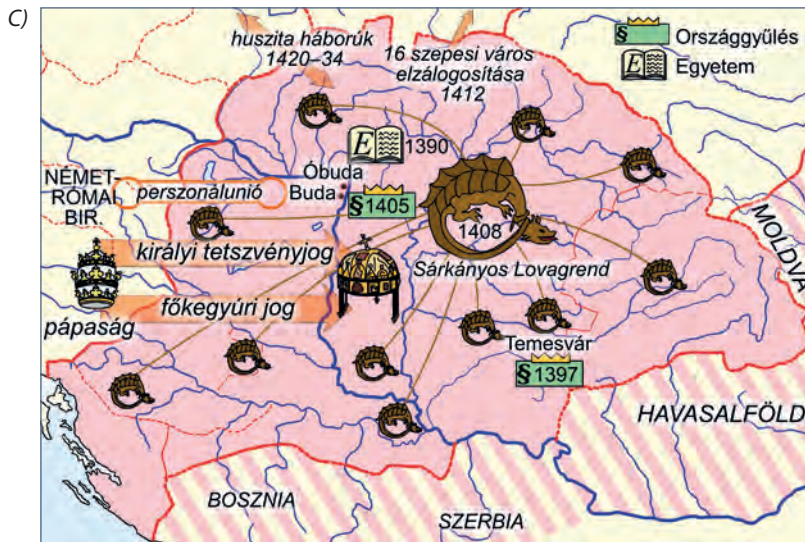 C)
huszita háborúk
1420–34
16 szepesi város
elzálogosítása
1412
§ Országgyűlés
E Egyetem
E 1390
NÉMET-
RÓMAI
BIR.
perszonálunió
Óbuda
Buda
§ 1405
1408
MOLDVA
királyi tetszvényjog
Sárkányos Lovagrend
pápaság
főkegyúri jog
Temesvár
§ 1397
HAVASALFÖLD
BOSZNIA
SZERBIA